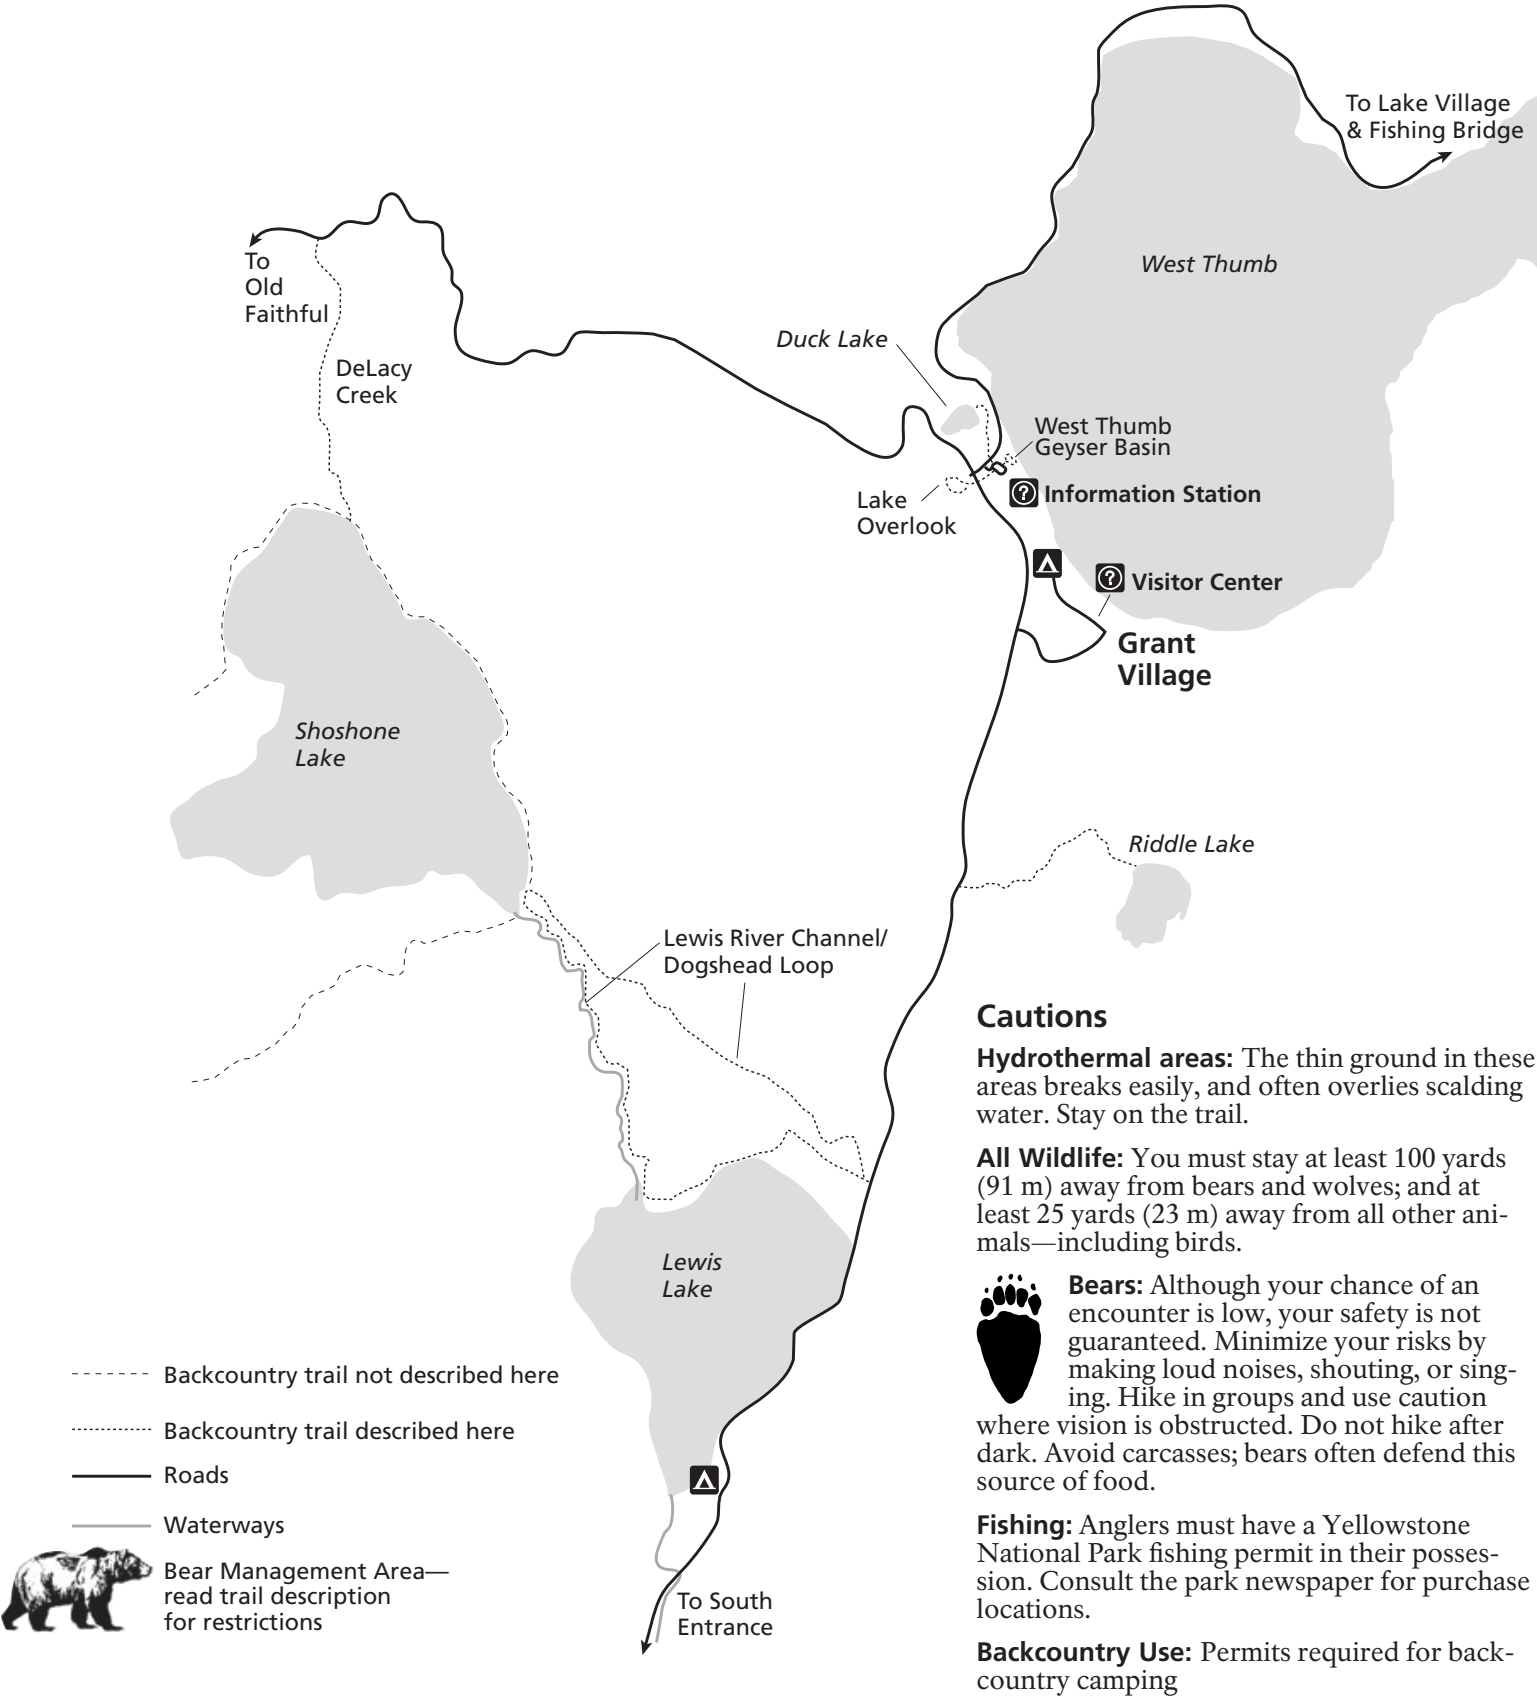 To Lake Village
& Fishing Bridge
To
Old
Faithful
West Thumb
Duck Lake
DeLacy
Creek
West Thumb
Geyser Basin
Lake
Overlook
? Information Station
? Visitor Center
Grant
Village
Shoshone
Lake
Riddle Lake
Lewis River Channel/
Dogshead Loop
Lewis
Lake
To South
Entrance
Backcountry trail not described here
Backcountry trail described here
Roads
Waterways
Bear Management Area—
read trail description
for restrictions
Cautions
Hydrothermal areas: The thin ground in these
areas breaks easily, and often overlies scalding
water. Stay on the trail.
All Wildlife: You must stay at least 100 yards
(91 m) away from bears and wolves; and at
least 25 yards (23 m) away from all other ani-
mals—including birds.
Bears: Although your chance of an
encounter is low, your safety is not
guaranteed. Minimize your risks by
making loud noises, shouting, or sing-
ing. Hike in groups and use caution
where vision is obstructed. Do not hike after
dark. Avoid carcasses; bears often defend this
source of food.
Fishing: Anglers must have a Yellowstone
National Park fishing permit in their posses-
sion. Consult the park newspaper for purchase
locations.
Backcountry Use: Permits required for back-
country camping